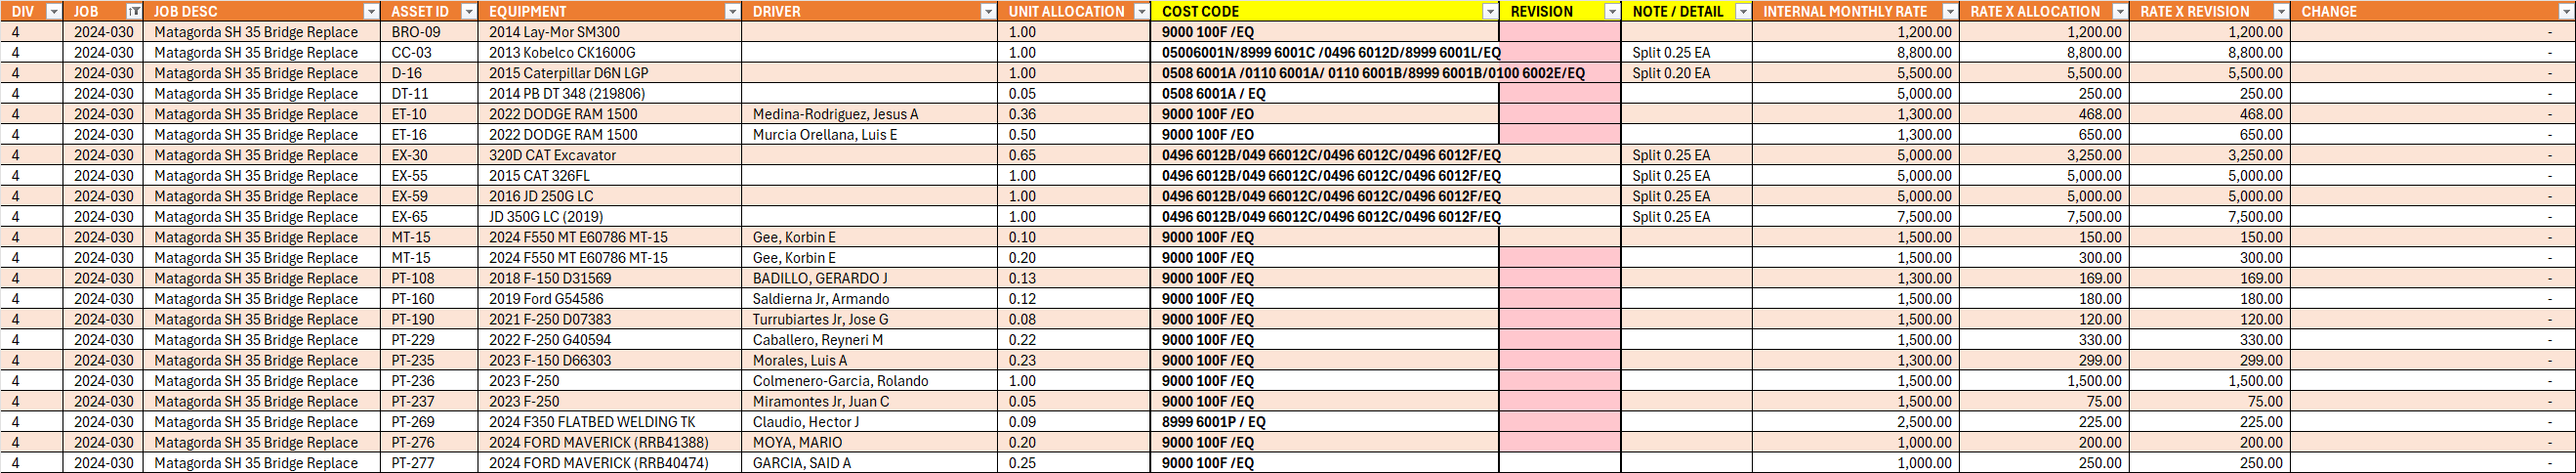 DIV JOB JOB DESC ASSET ID EQUIPMENT DRIVER UNIT ALLOCATION COST CODE REVISION NOTE / DETAIL INTERNAL MONTHLY RATE RATE X ALLOCATION RATE X REVISION CHANGE
4 2024-030 Matagorda SH 35 Bridge Replace BRO-09 2014 Lay-Mor SM300 1.00 9000 100F /EQ 1,200.00 1,200.00 1,200.00 -
4 2024-030 Matagorda SH 35 Bridge Replace CC-03 2013 Kobelco CK1600G 1.00 05006001N/8999 6001C /0496 6012D/8999 6001L/EQ Split 0.25 EA 8,800.00 8,800.00 8,800.00 -
4 2024-030 Matagorda SH 35 Bridge Replace D-16 2015 Caterpillar D6N LGP 1.00 0508 6001A /0110 6001A/ 0110 6001B/8999 6001B/0100 6002E/EQ Split 0.20 EA 5,500.00 5,500.00 5,500.00 -
4 2024-030 Matagorda SH 35 Bridge Replace DT-11 2014 PB DT 348 (219806) 0.05 0508 6001A / EQ 5,000.00 250.00 250.00 -
4 2024-030 Matagorda SH 35 Bridge Replace ET-10 2022 DODGE RAM 1500 Medina-Rodriguez, Jesus A 0.36 9000 100F /EO 1,300.00 468.00 468.00 -
4 2024-030 Matagorda SH 35 Bridge Replace ET-16 2022 DODGE RAM 1500 Murcia Orellana, Luis E 0.50 9000 100F /EO 1,300.00 650.00 650.00 -
4 2024-030 Matagorda SH 35 Bridge Replace EX-30 320D CAT Excavator 0.65 0496 6012B/049 66012C/0496 6012C/0496 6012F/EQ Split 0.25 EA 5,000.00 3,250.00 3,250.00 -
4 2024-030 Matagorda SH 35 Bridge Replace EX-55 2015 CAT 326FL 1.00 0496 6012B/049 66012C/0496 6012C/0496 6012F/EQ Split 0.25 EA 5,000.00 5,000.00 5,000.00 -
4 2024-030 Matagorda SH 35 Bridge Replace EX-59 2016 JD 250G LC 1.00 0496 6012B/049 66012C/0496 6012C/0496 6012F/EQ Split 0.25 EA 5,000.00 5,000.00 5,000.00 -
4 2024-030 Matagorda SH 35 Bridge Replace EX-65 JD 350G LC (2019) 1.00 0496 6012B/049 66012C/0496 6012C/0496 6012F/EQ Split 0.25 EA 7,500.00 7,500.00 7,500.00 -
4 2024-030 Matagorda SH 35 Bridge Replace MT-15 2024 F550 MT E60786 MT-15 Gee, Korbin E 0.10 9000 100F /EQ 1,500.00 150.00 150.00 -
4 2024-030 Matagorda SH 35 Bridge Replace MT-15 2024 F550 MT E60786 MT-15 Gee, Korbin E 0.20 9000 100F /EQ 1,500.00 300.00 300.00 -
4 2024-030 Matagorda SH 35 Bridge Replace PT-108 2018 F-150 D31569 BADILLO, GERARDO J 0.13 9000 100F /EQ 1,300.00 169.00 169.00 -
4 2024-030 Matagorda SH 35 Bridge Replace PT-160 2019 Ford G54586 Saldierna Jr, Armando 0.12 9000 100F /EQ 1,500.00 180.00 180.00 -
4 2024-030 Matagorda SH 35 Bridge Replace PT-190 2021 F-250 D07383 Turrubiartes Jr, Jose G 0.08 9000 100F /EQ 1,500.00 120.00 120.00 -
4 2024-030 Matagorda SH 35 Bridge Replace PT-229 2022 F-250 G40594 Caballero, Reyneri M 0.22 9000 100F /EQ 1,500.00 330.00 330.00 -
4 2024-030 Matagorda SH 35 Bridge Replace PT-235 2023 F-150 D66303 Morales, Luis A 0.23 9000 100F /EQ 1,300.00 299.00 299.00 -
4 2024-030 Matagorda SH 35 Bridge Replace PT-236 2023 F-250 Colmenero-Garcia, Rolando 1.00 9000 100F /EQ 1,500.00 1,500.00 1,500.00 -
4 2024-030 Matagorda SH 35 Bridge Replace PT-237 2023 F-250 Miramontes Jr, Juan C 0.05 9000 100F /EQ 1,500.00 75.00 75.00 -
4 2024-030 Matagorda SH 35 Bridge Replace PT-269 2024 F350 FLATBED WELDING TK Claudio, Hector J 0.09 8999 6001P / EQ 2,500.00 225.00 225.00 -
4 2024-030 Matagorda SH 35 Bridge Replace PT-276 2024 FORD MAVERICK (RRB41388) MOYA, MARIO 0.20 9000 100F /EQ 1,000.00 200.00 200.00 -
4 2024-030 Matagorda SH 35 Bridge Replace PT-277 2024 FORD MAVERICK (RRB40474) GARCIA, SAID A 0.25 9000 100F /EQ 1,000.00 250.00 250.00 -